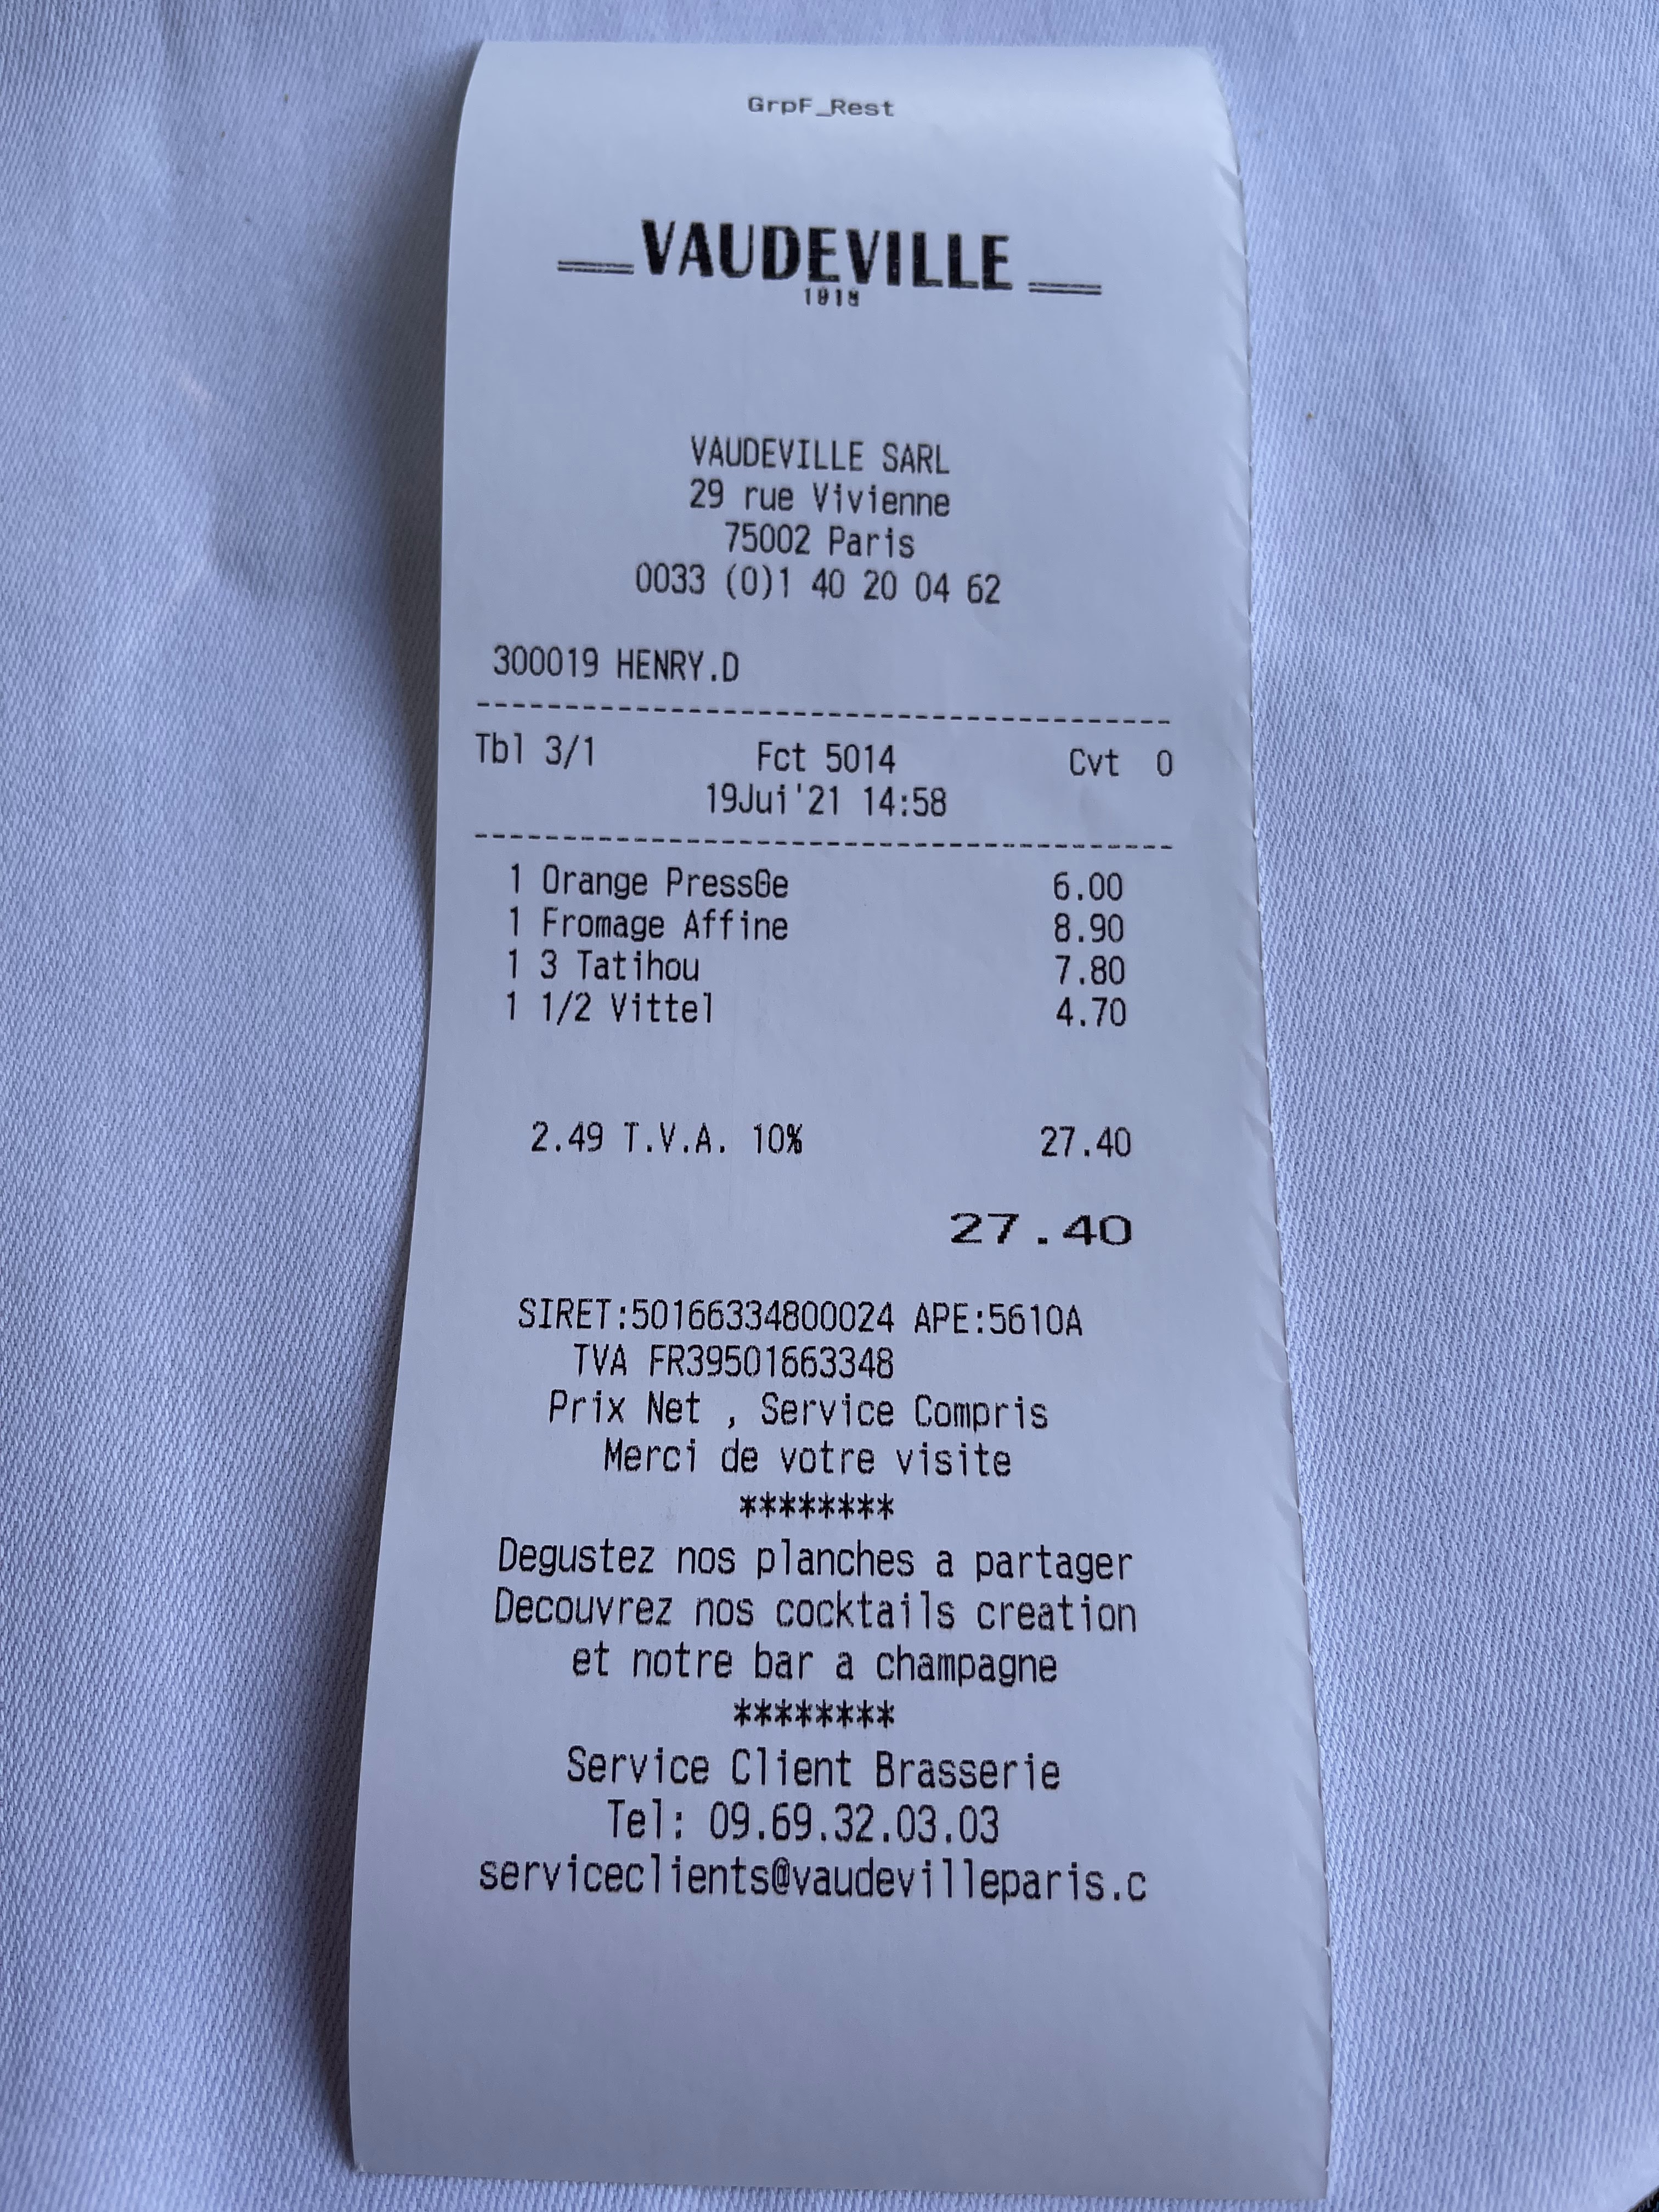 GrpF_Rest
VAUDEVILLE
1918
VAUDEVILLE SARL
29 rue Vivienne
75002 Paris
0033 (0)1 40 20 04 62
300019 HENRY.D
Tbl 3/1 Fct 5014 Cvt 0
19Jui'21 14:58
1 Orange PressΘe 6.00
1 Fromage Affine 8.90
1 3 Tatihou 7.80
1 1/2 Vittel 4.70
2.49 T.V.A. 10% 27.40
27.40
SIRET:50166334800024 APE:5610A
TVA FR39501663348
Prix Net , Service Compris
Merci de votre visite
********
Degustez nos planches a partager
Decouvrez nos cocktails creation
et notre bar a champagne
********
Service Client Brasserie
Tel: 09.69.32.03.03
serviceclients@vaudevilleparis.c